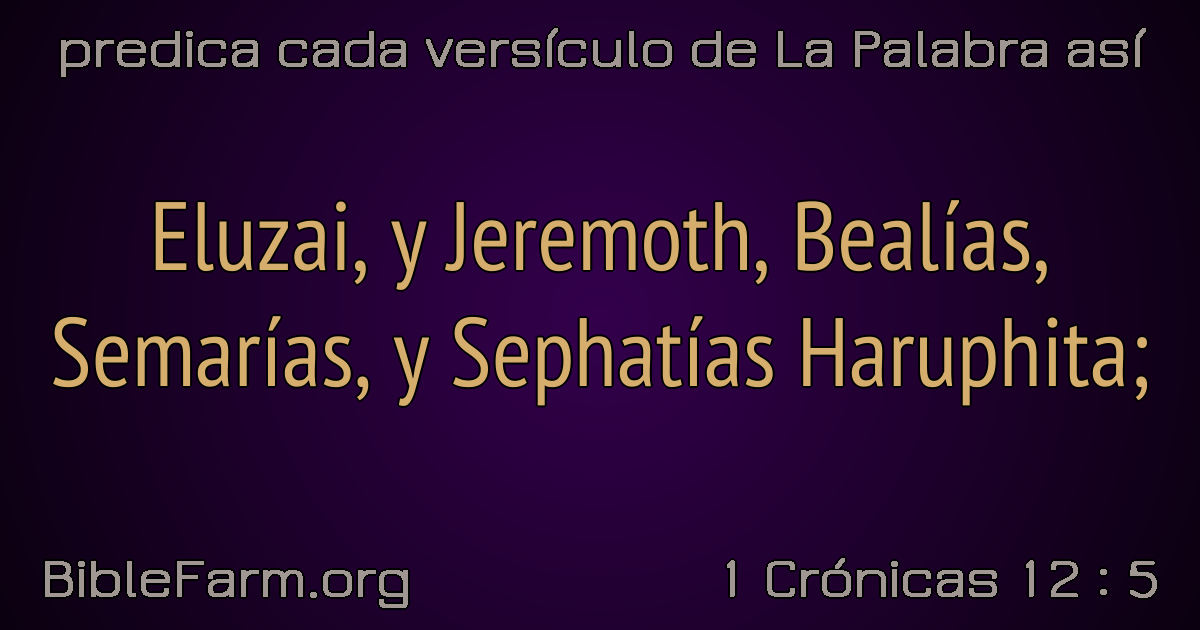 predica cada versículo de La Palabra así
Eluzai, y Jeremoth, Bealías,
Semarías, y Sephatías Haruphita;
BibleFarm.org
1 Crónicas 12 : 5